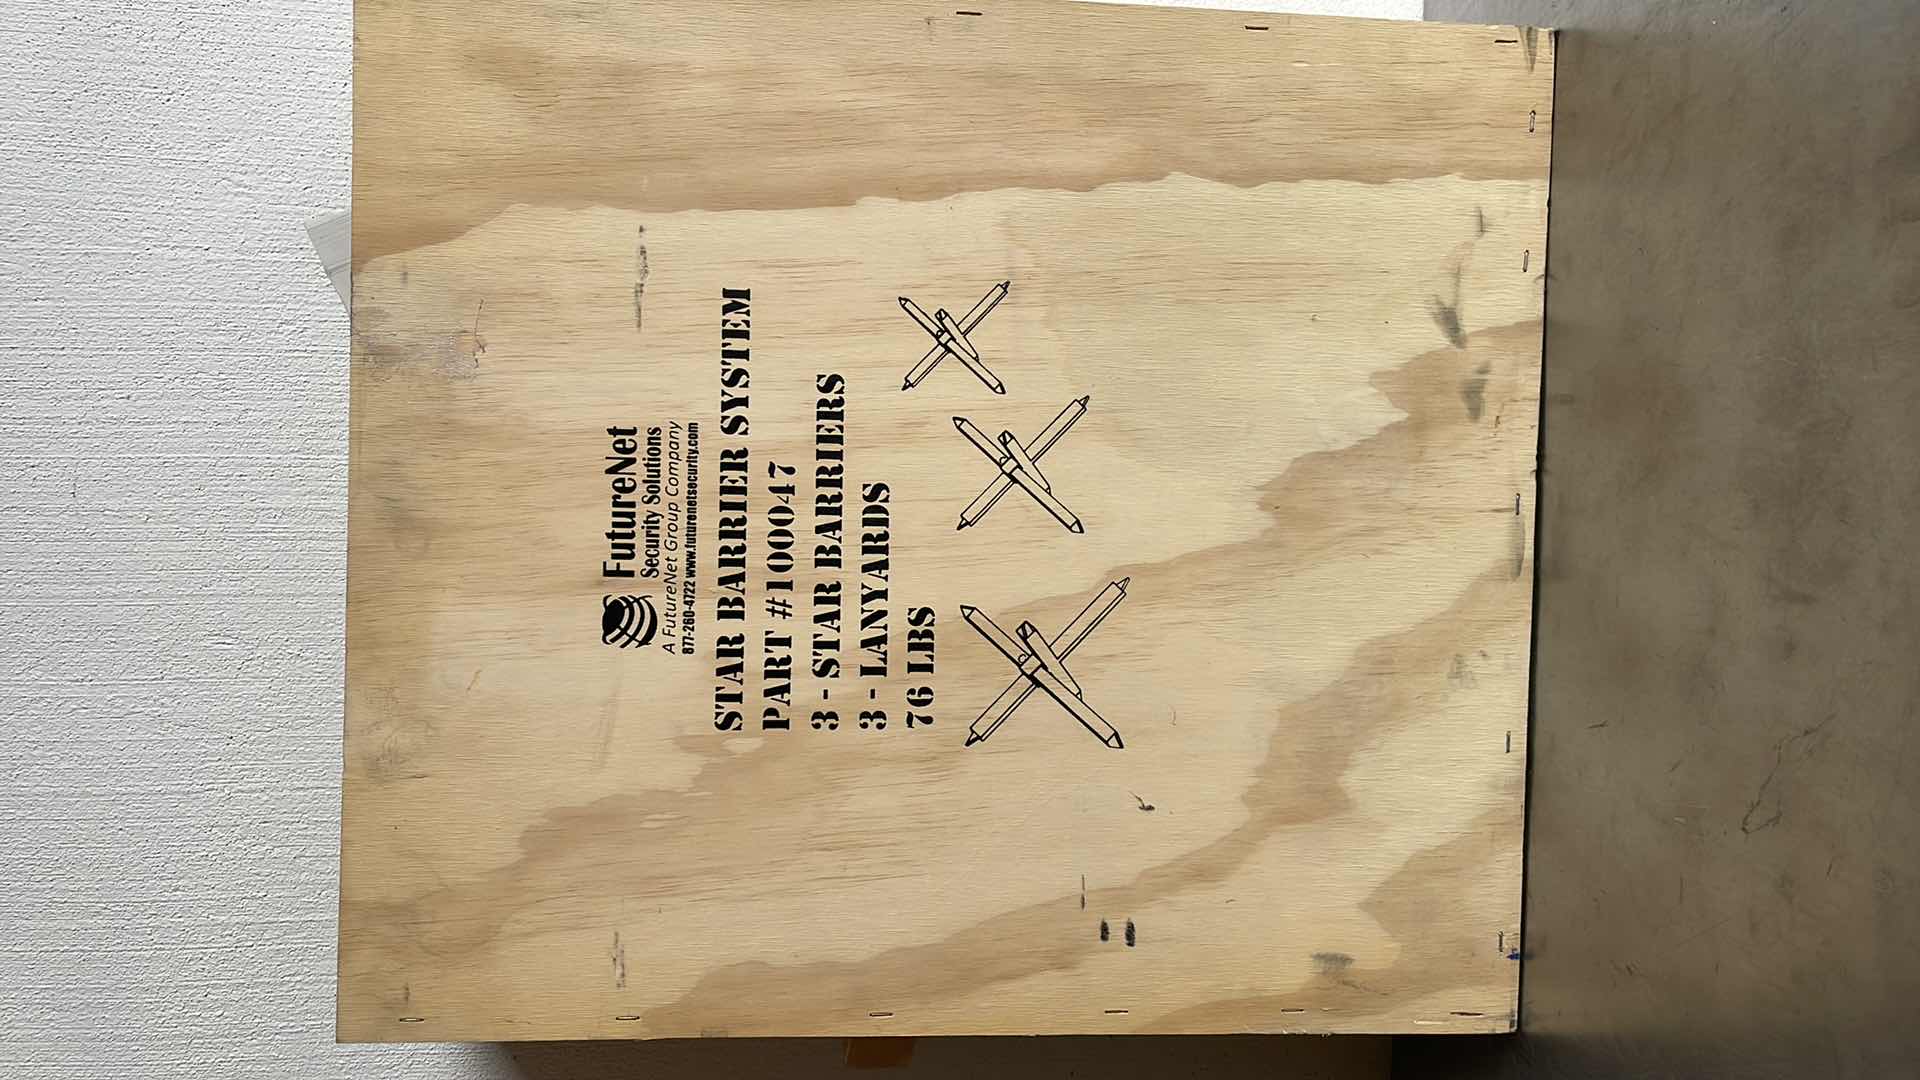 FutureNet
Security Solutions
A FutureNet Group Company
877-260-4722 www.futurenetsecurity.com
STAR BARRIER SYSTEM
PART #100047
3 - STAR BARRIERS
3 - LANYARDS
76 LBS